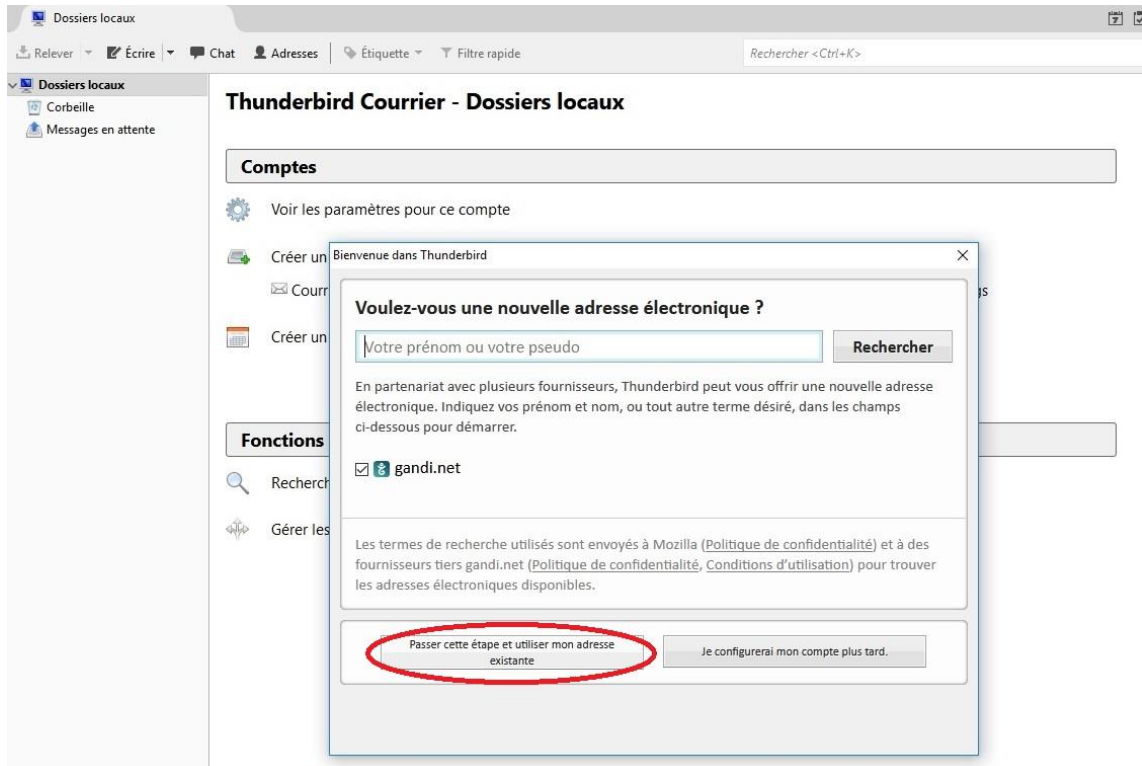 Dossiers locaux
7
Relever Écrire Chat Adresses Étiquette Filtre rapide Rechercher <Ctrl+K>
Dossiers locaux
Corbeille
Messages en attente
Thunderbird Courrier - Dossiers locaux
Comptes
Voir les paramètres pour ce compte
Créer un
Courr
gs
Créer un
Fonctions
Recherch
Gérer les
Bienvenue dans Thunderbird
Voulez-vous une nouvelle adresse électronique ?
Votre prénom ou votre pseudo Rechercher
En partenariat avec plusieurs fournisseurs, Thunderbird peut vous offrir une nouvelle adresse
électronique. Indiquez vos prénom et nom, ou tout autre terme désiré, dans les champs
ci-dessous pour démarrer.
gandi.net
Les termes de recherche utilisés sont envoyés à Mozilla (Politique de confidentialité) et à des
fournisseurs tiers gandi.net (Politique de confidentialité, Conditions d'utilisation) pour trouver
les adresses électroniques disponibles.
Passer cette étape et utiliser mon adresse
existante
Je configurerai mon compte plus tard.